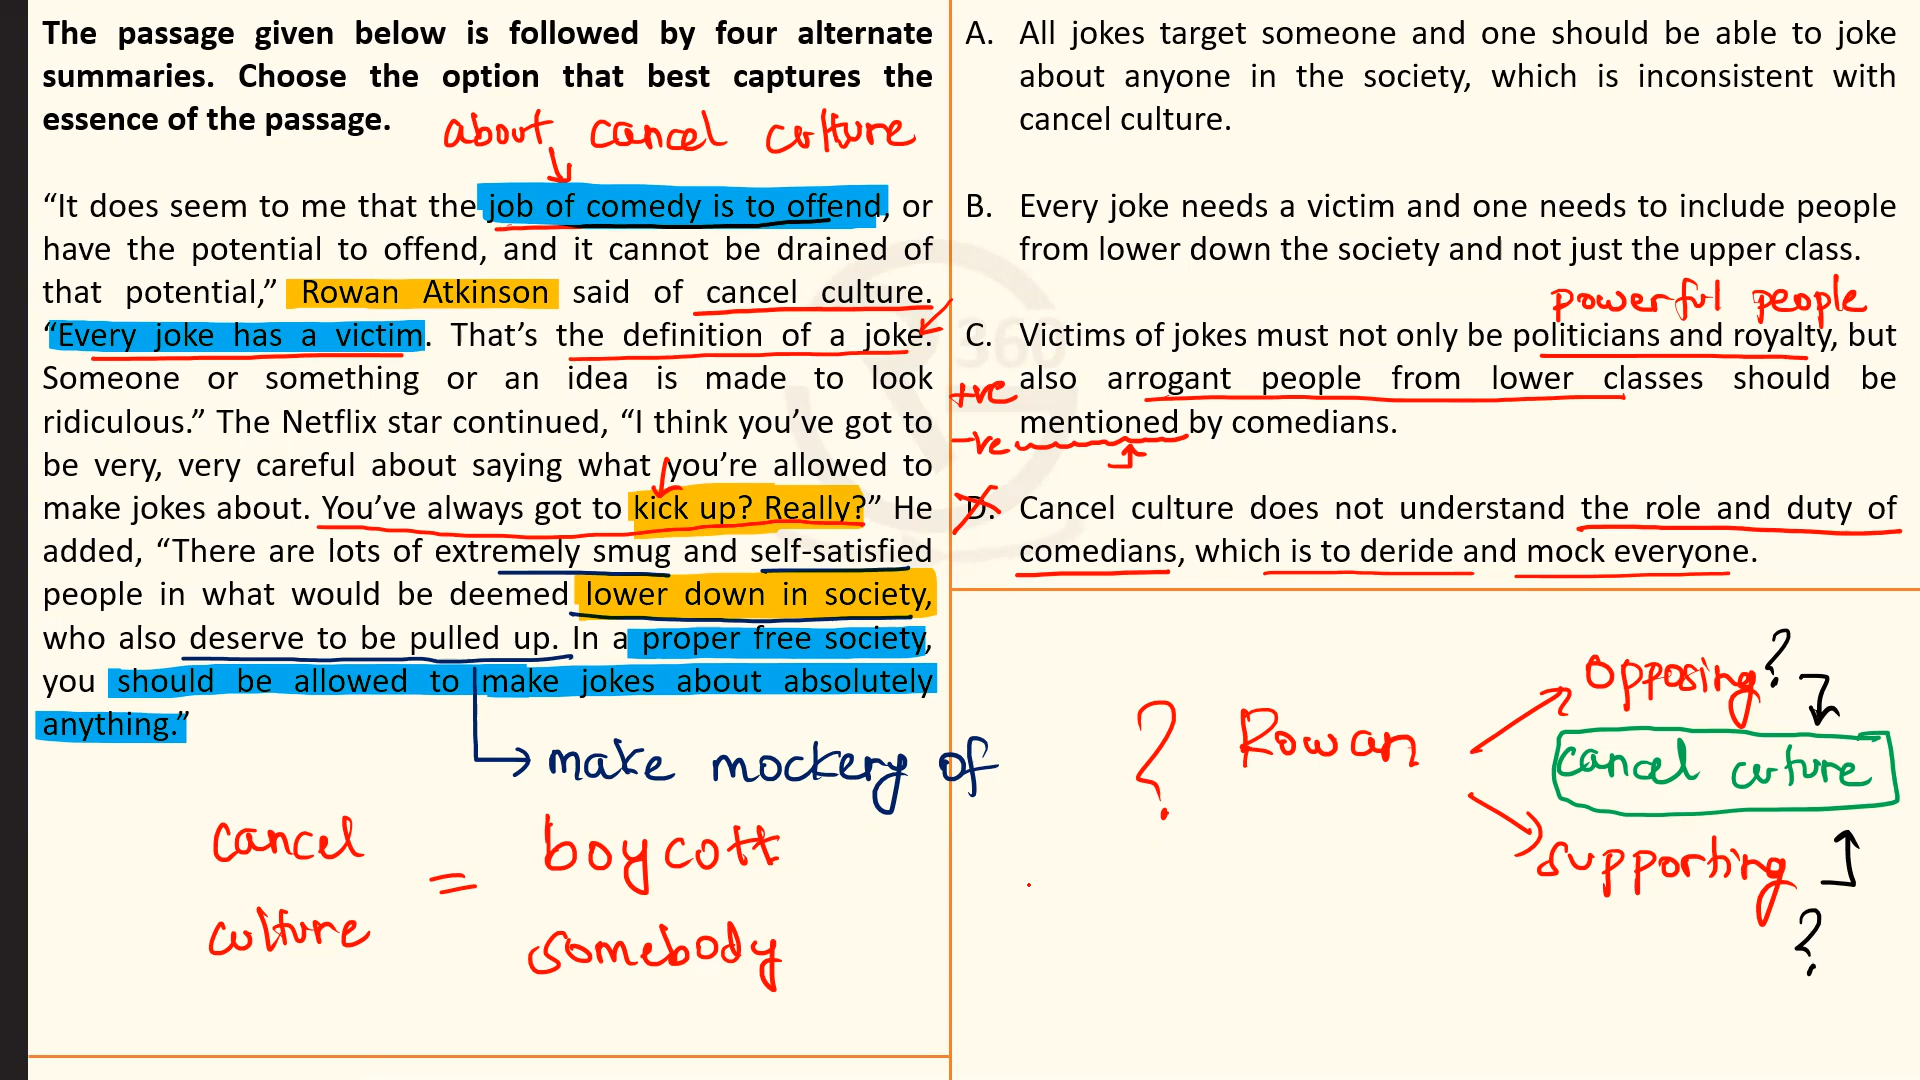 The passage given below is followed by four alternate
summaries. Choose the option that best captures the
essence of the passage.
about cancel culture
“It does seem to me that the job of comedy is to offend, or
have the potential to offend, and it cannot be drained of
that potential,” Rowan Atkinson said of cancel culture.
“Every joke has a victim. That’s the definition of a joke.
Someone or something or an idea is made to look
ridiculous.” The Netflix star continued, “I think you’ve got to
be very, very careful about saying what you’re allowed to
make jokes about. You’ve always got to kick up? Really?” He
added, “There are lots of extremely smug and self-satisfied
people in what would be deemed lower down in society,
who also deserve to be pulled up. In a proper free society,
you should be allowed to make jokes about absolutely
anything.”
make mockery of
cancel
culture
=
boycott
somebody
A. All jokes target someone and one should be able to joke
about anyone in the society, which is inconsistent with
cancel culture.
B. Every joke needs a victim and one needs to include people
from lower down the society and not just the upper class.
powerful people
C. Victims of jokes must not only be politicians and royalty, but
also arrogant people from lower classes should be
mentioned by comedians.
+ve
-ve
D. Cancel culture does not understand the role and duty of
comedians, which is to deride and mock everyone.
? Rowan
opposing?
cancel culture
supporting
?
360